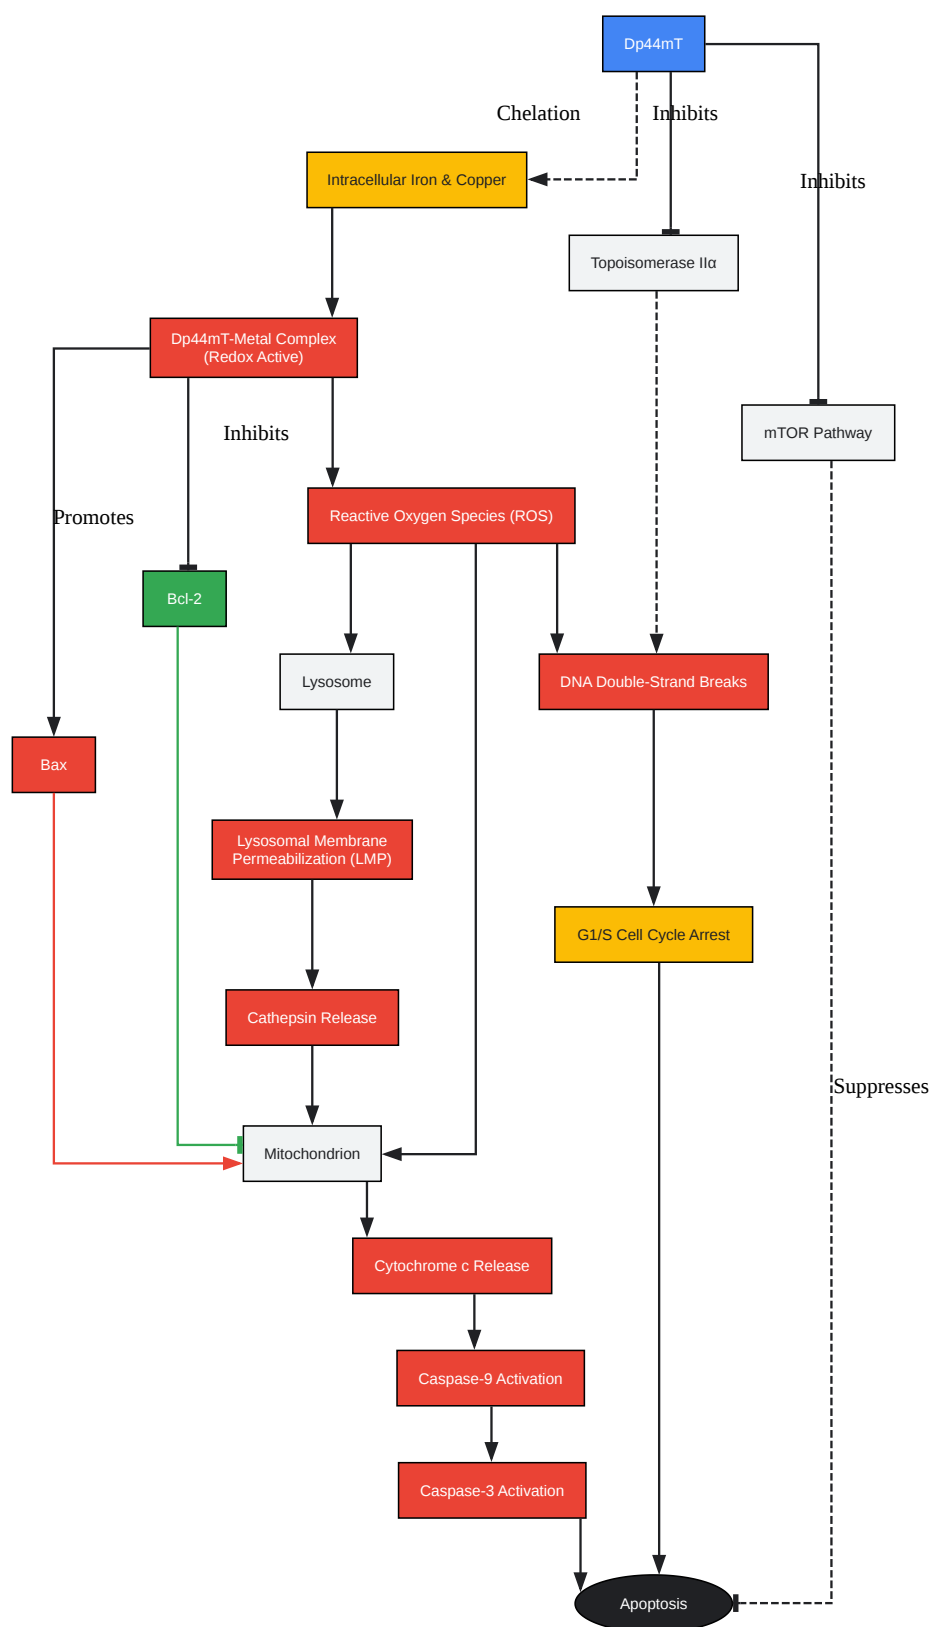 Dp44mT
Chelation
Inhibits
Intracellular Iron & Copper
Inhibits
Topoisomerase IIα
Dp44mT-Metal Complex
(Redox Active)
Inhibits
mTOR Pathway
Promotes
Reactive Oxygen Species (ROS)
Bcl-2
Lysosome
DNA Double-Strand Breaks
Bax
Lysosomal Membrane
Permeabilization (LMP)
G1/S Cell Cycle Arrest
Cathepsin Release
Suppresses
Mitochondrion
Cytochrome c Release
Caspase-9 Activation
Caspase-3 Activation
Apoptosis